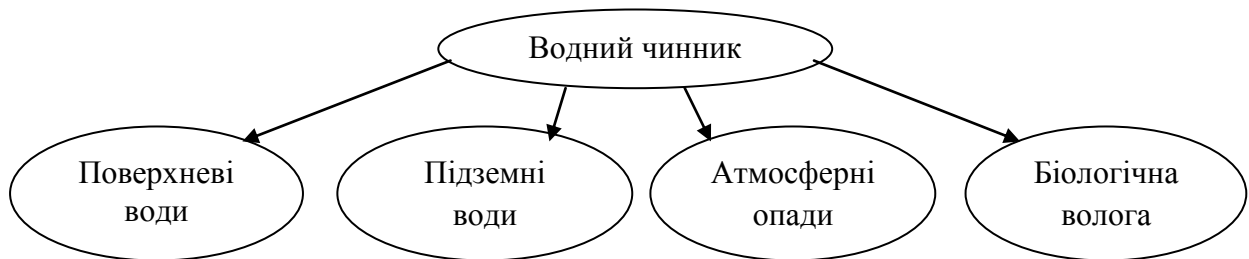 Водний чинник
Поверхневі
води
Підземні
води
Атмосферні
опади
Біологічна
волога